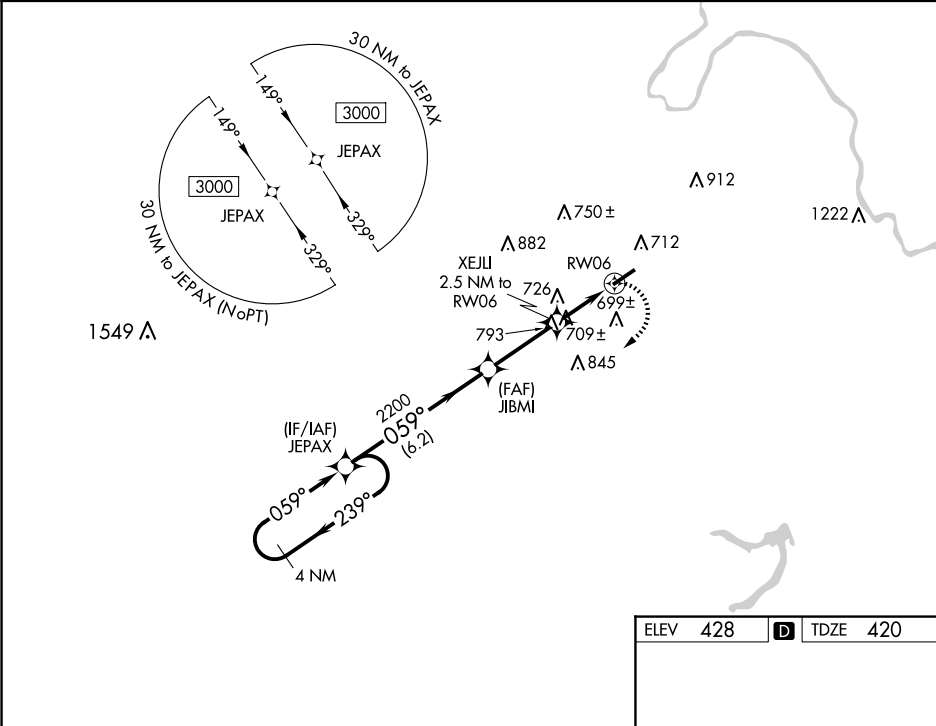 30 NM to JEPAX
149°
3000
JEPAX
329°
149°
3000
JEPAX
329°
30 NM to JEPAX (NoPT)
912
750 ±
1222
882
712
XEJLI
2.5 NM to
RW06
RW06
726
699±
1549
793
709 ±
845
(FAF)
JIBMI
2200
059°
(6.2)
(IF/IAF)
JEPAX
059°
239°
4 NM
ELEV 428 D TDZE 420